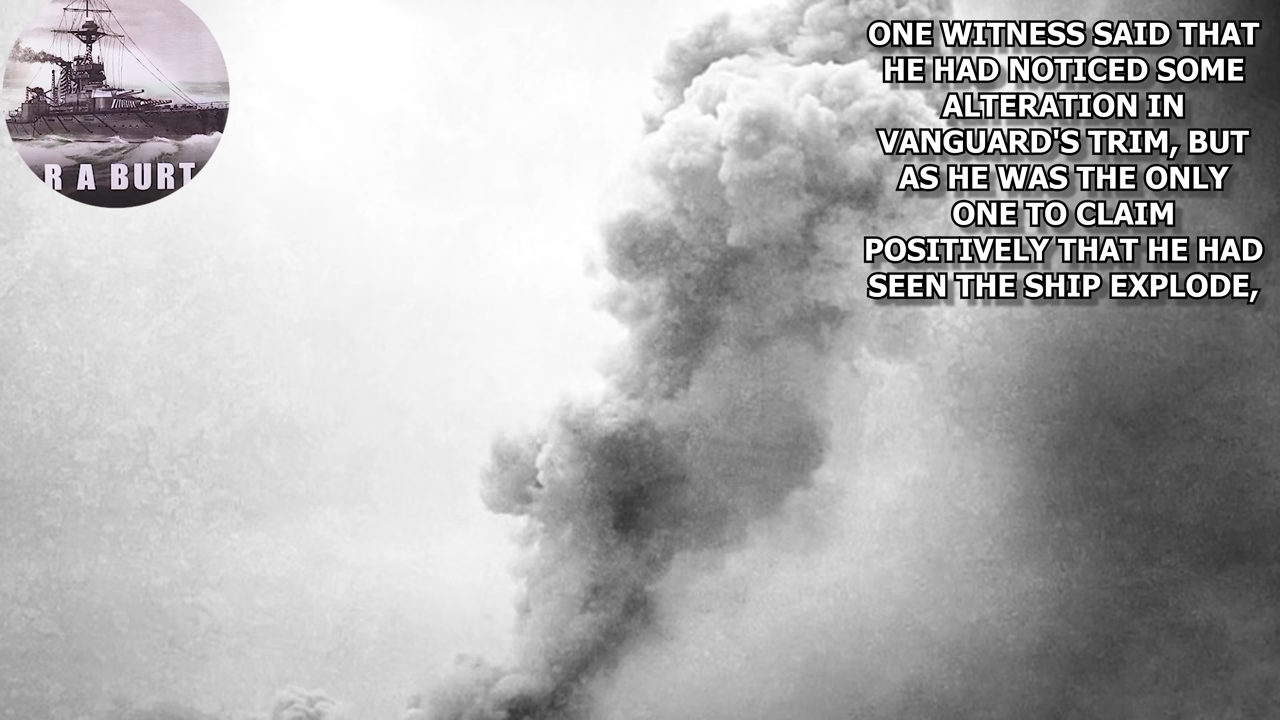 R A BURT
ONE WITNESS SAID THAT
HE HAD NOTICED SOME
ALTERATION IN
VANGUARD'S TRIM, BUT
AS HE WAS THE ONLY
ONE TO CLAIM
POSITIVELY THAT HE HAD
SEEN THE SHIP EXPLODE,